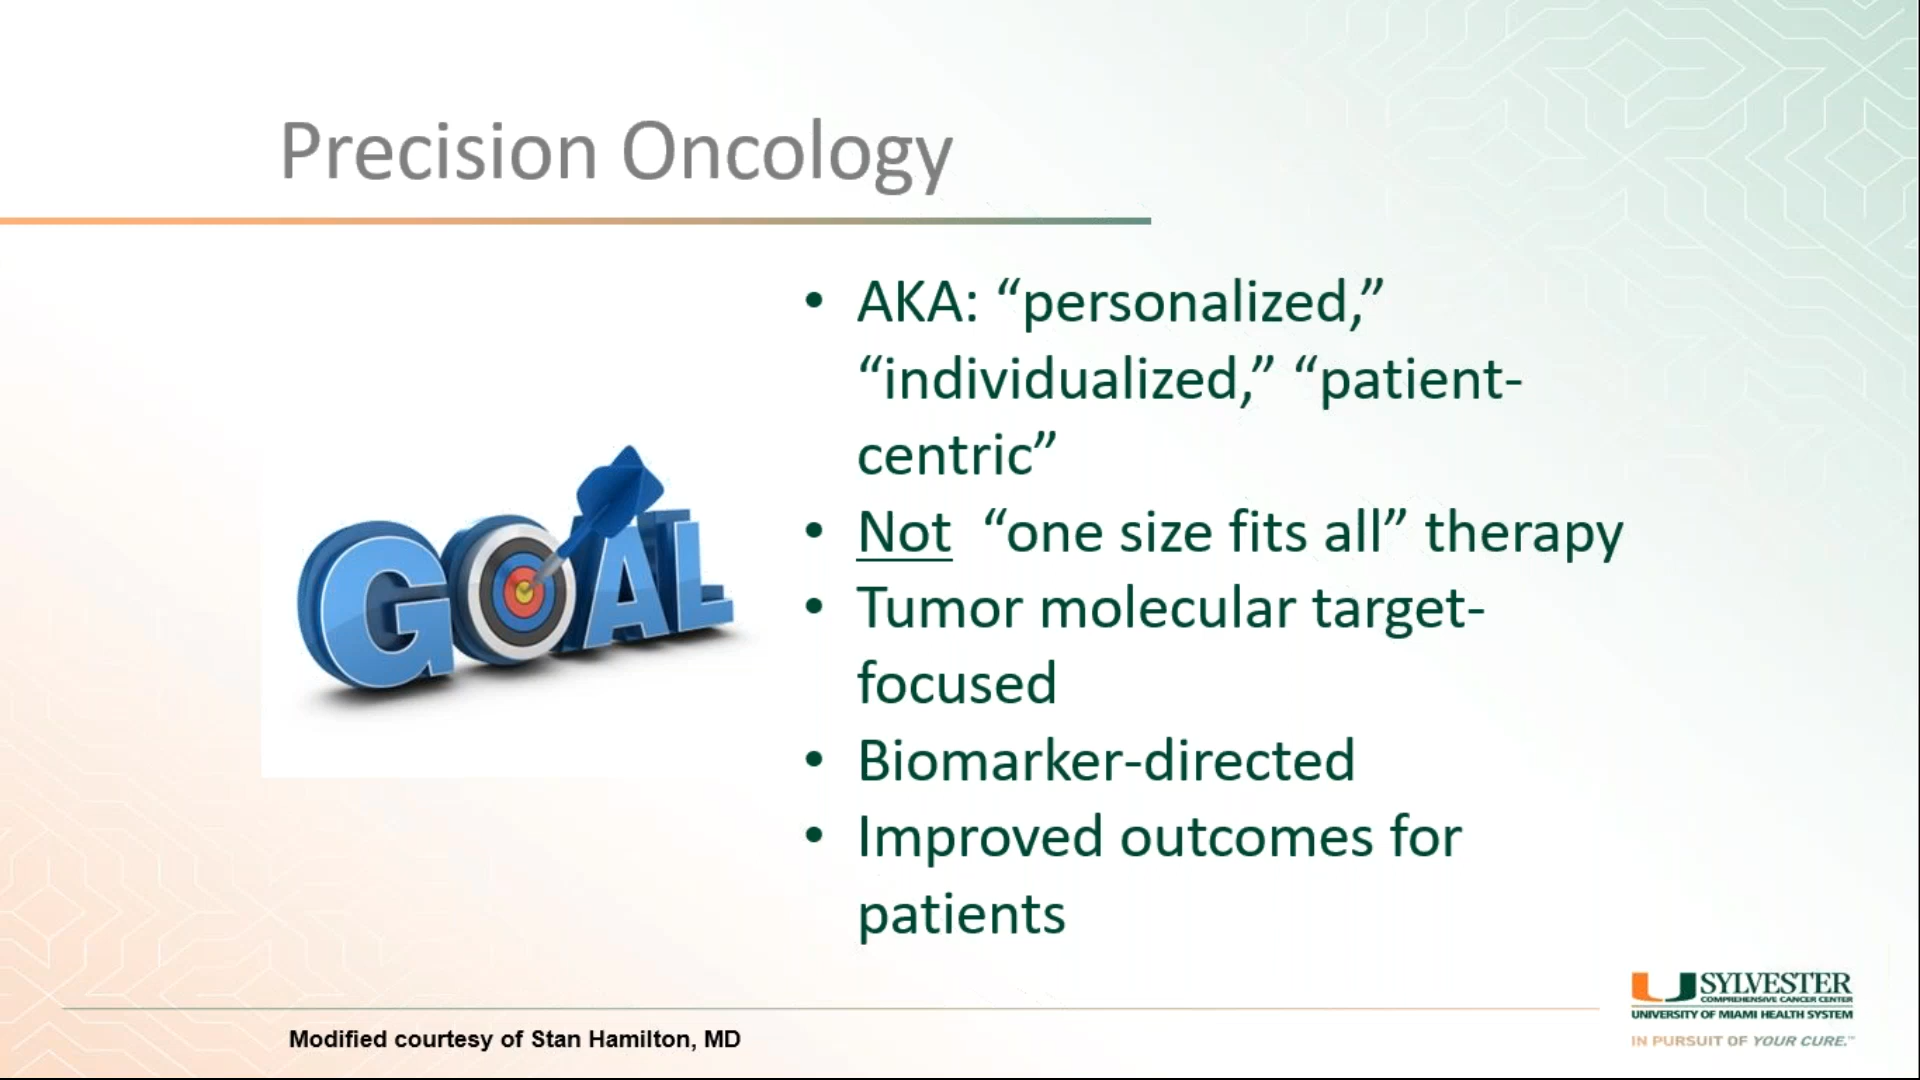 Precision Oncology
• AKA: “personalized,”
“individualized,” “patient-
centric”
• Not “one size fits all” therapy
• Tumor molecular target-
focused
• Biomarker-directed
• Improved outcomes for
patients
GOAL
Modified courtesy of Stan Hamilton, MD
SYLVESTER
COMPREHENSIVE CANCER CENTER
UNIVERSITY OF MIAMI HEALTH SYSTEM
IN PURSUIT OF YOUR CURE.™